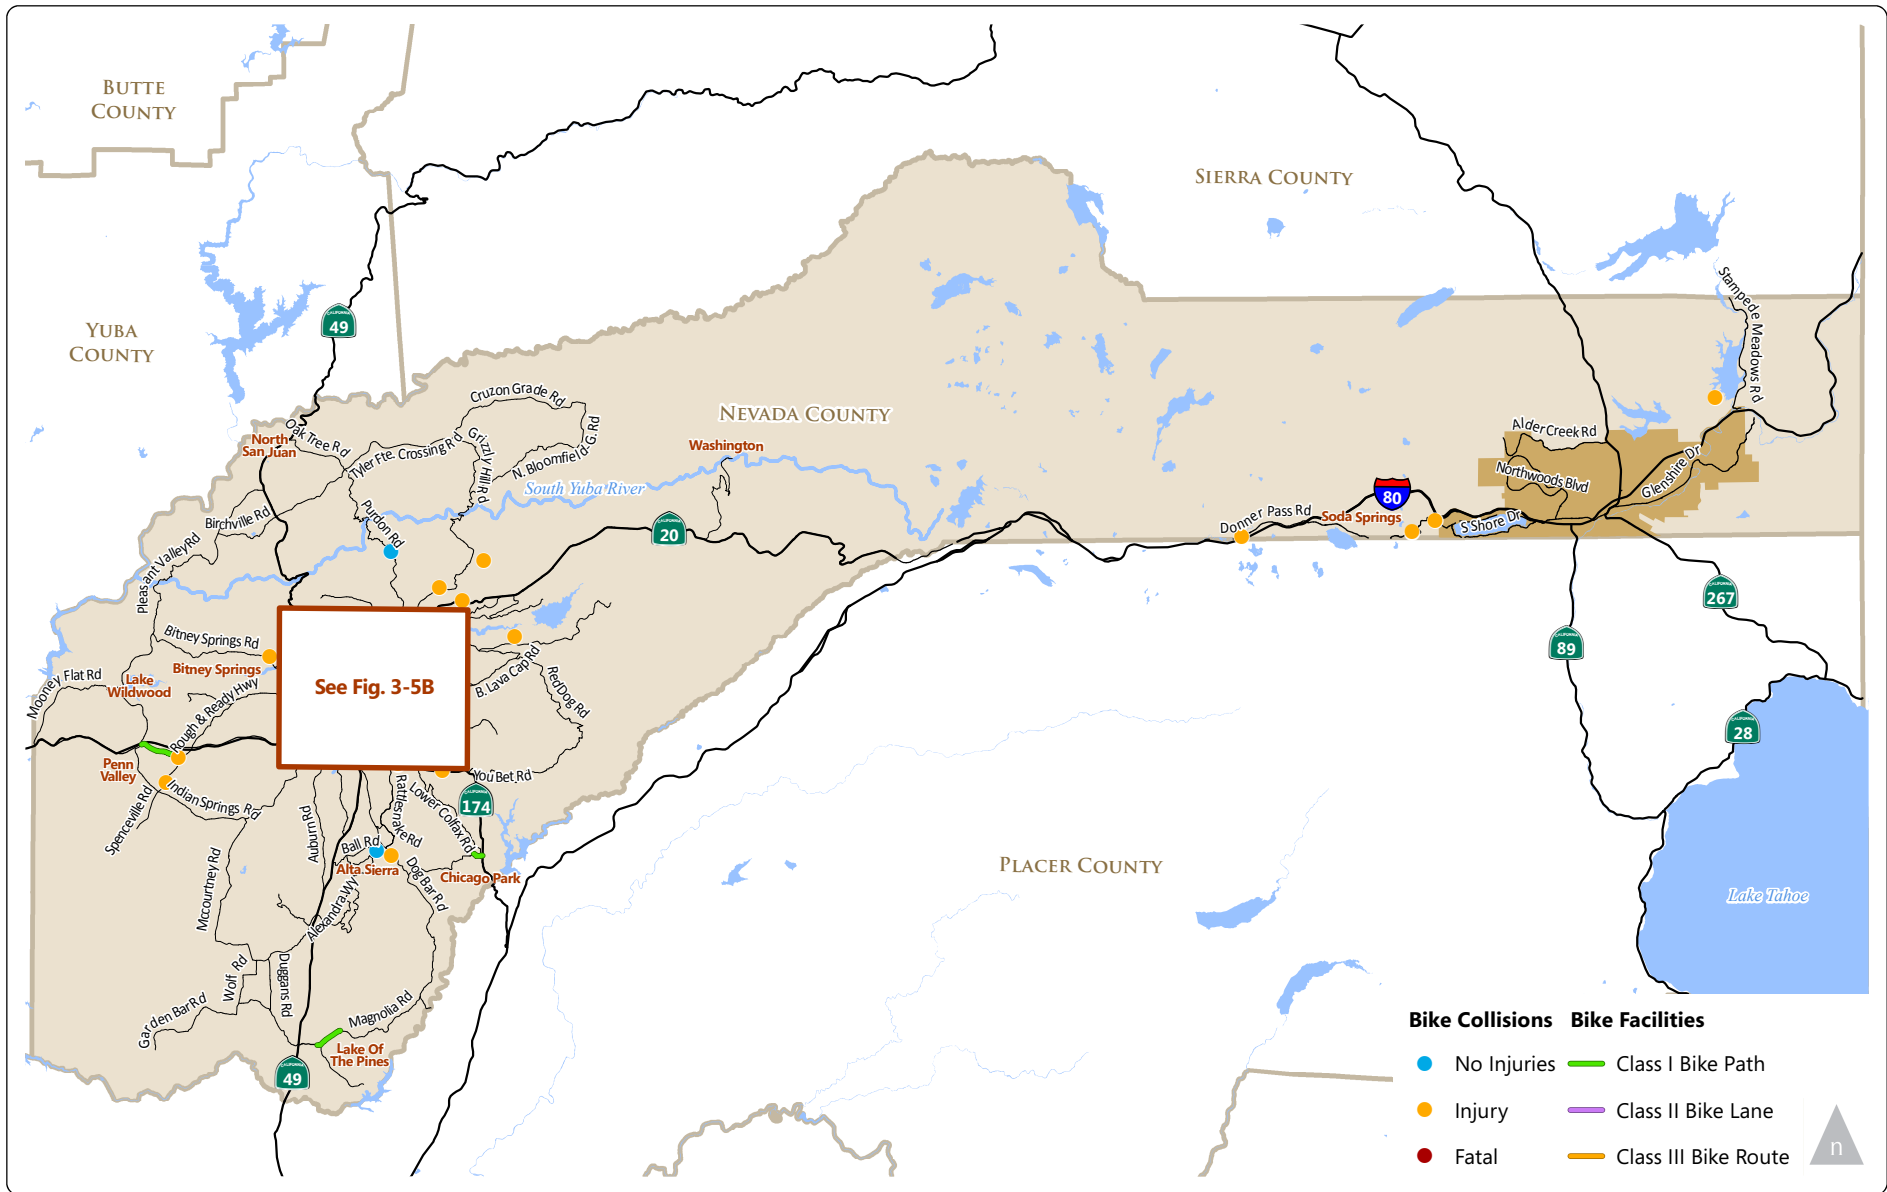 BUTTE
COUNTY
SIERRA COUNTY
YUBA
COUNTY
CALIFORNIA
49
Stampede Meadows Rd
Cruzon Grade Rd
NEVADA COUNTY
North
San Juan
Oak Tree Rd
Tyler Fte. Crossing Rd
Grizzly Hill Rd
N. Bloomfield-G. Rd
Washington
Alder Creek Rd
Northwoods Blvd
Glenshire Dr
South Yuba River
80
Birchville Rd
Purdon Rd
CALIFORNIA
20
Donner Pass Rd
Soda Springs
S Shore Dr
Pleasant Valley Rd
CALIFORNIA
267
Bitney Springs Rd
Bitney Springs
CALIFORNIA
89
Mooney Flat Rd
Lake
Wildwood
Rough & Ready Hwy
See Fig. 3-5B
B. Lava Cap Rd
Red Dog Rd
CALIFORNIA
28
Penn
Valley
Spenceville Rd
Indian Springs Rd
You Bet Rd
CALIFORNIA
174
Auburn Rd
Rattlesnake Rd
Lower Colfax Rd
Ball Rd
Alta Sierra
Dog Bar Rd
Chicago Park
PLACER COUNTY
Mccourtney Rd
Alexandra Wy
Lake Tahoe
Wolf Rd
Duggans Rd
Garden Bar Rd
Magnolia Rd
Lake Of
The Pines
CALIFORNIA
49
Bike Collisions
No Injuries
Injury
Fatal
Bike Facilities
Class I Bike Path
Class II Bike Lane
Class III Bike Route
n